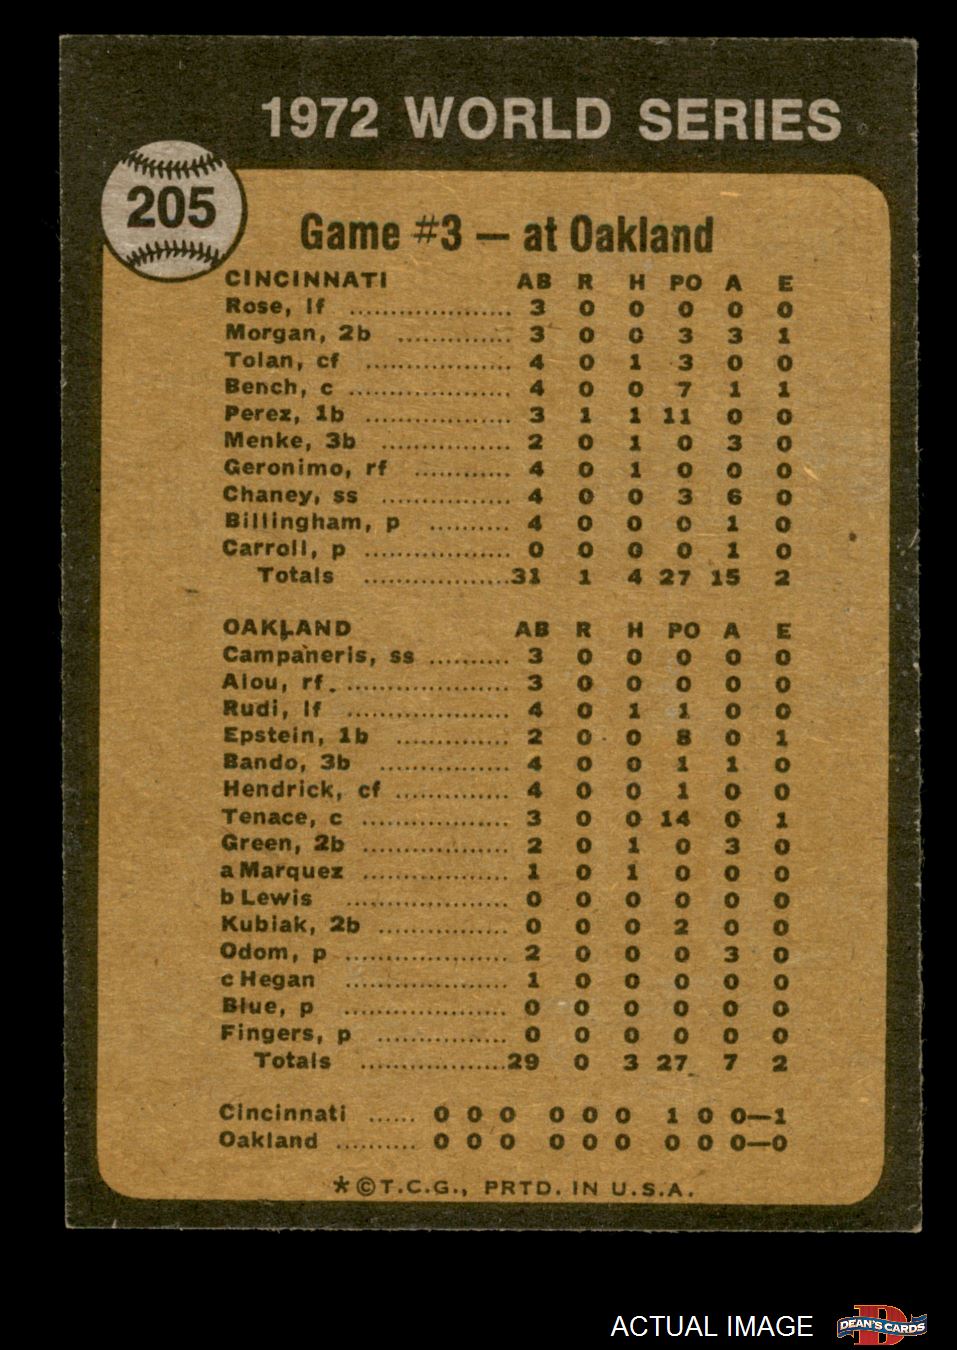 1972 WORLD SERIES
205
Game #3 — at Oakland
CINCINNATI AB R H PO A E
Rose, lf .................... 3 0 0 0 0 0
Morgan, 2b .............. 3 0 0 3 3 1
Tolan, cf .................. 4 0 1 3 0 0
Bench, c .................... 4 0 0 7 1 1
Perez, 1b .................. 3 1 1 11 0 0
Menke, 3b ................ 2 0 1 0 3 0
Geronimo, rf ............ 4 0 1 0 0 0
Chaney, ss ................ 4 0 0 3 6 0
Billingham, p .......... 4 0 0 0 1 0
Carroll, p .................. 0 0 0 0 1 0
Totals ..................31 1 4 27 15 2
OAKLAND AB R H PO A E
Campaneris, ss .......... 3 0 0 0 0 0
Alou, rf. .................... 3 0 0 0 0 0
Rudi, lf .................... 4 0 1 1 0 0
Epstein, 1b .............. 2 0 0 8 0 1
Bando, 3b ................ 4 0 0 1 1 0
Hendrick, cf .............. 4 0 0 1 0 0
Tenace, c .................. 3 0 0 14 0 1
Green, 2b .................. 2 0 1 0 3 0
a Marquez .................. 1 0 1 0 0 0
b Lewis .................... 0 0 0 0 0 0
Kubiak, 2b ................ 0 0 0 2 0 0
Odom, p .................... 2 0 0 0 3 0
c Hegan .................... 1 0 0 0 0 0
Blue, p .................... 0 0 0 0 0 0
Fingers, p ................ 0 0 0 0 0 0
Totals ..................29 0 3 27 7 2
Cincinnati ...... 0 0 0 0 0 0 1 0 0—1
Oakland .......... 0 0 0 0 0 0 0 0 0—0
*©T.C.G., PRTD. IN U.S.A.
ACTUAL IMAGE
D
DEAN'S CARDS